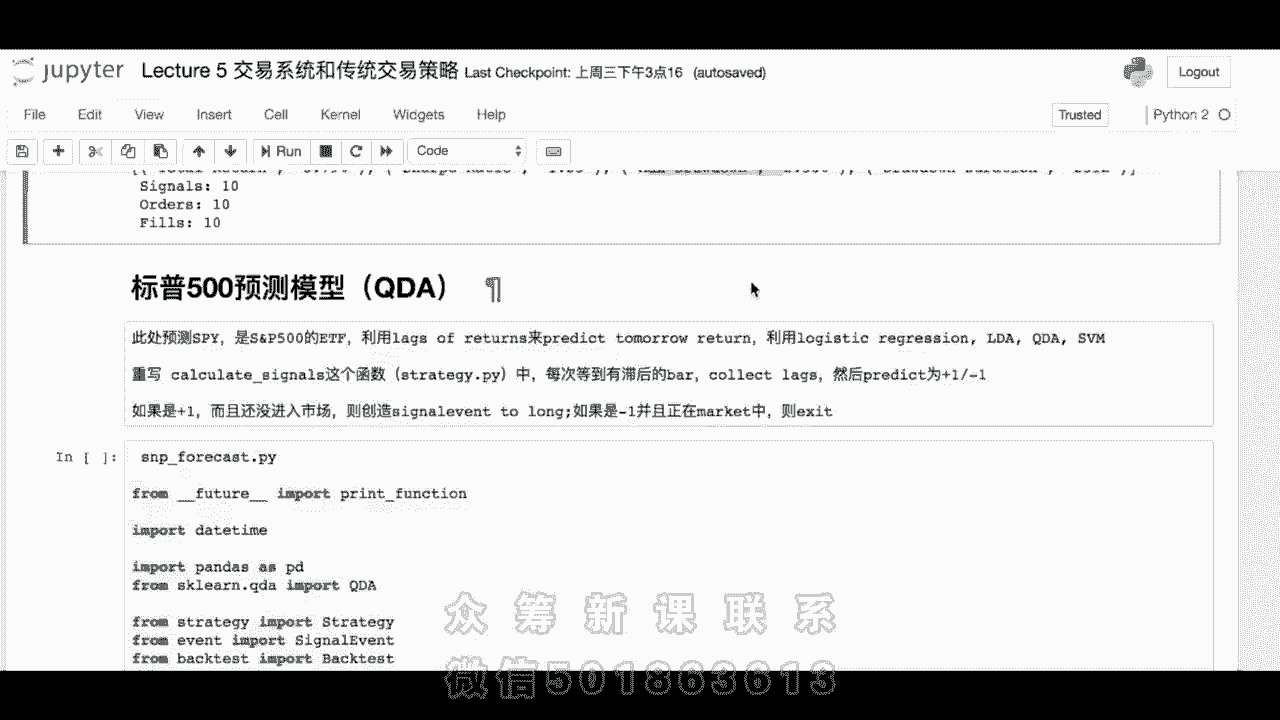 jupyter Lecture 5 交易系统和传统交易策略 Last Checkpoint: 上周三下午3点16 (autosaved)
Logout
File Edit View Insert Cell Kernel Widgets Help
Trusted Python 2
Run Code
Signals: 10
Orders: 10
Fills: 10
标普500预测模型（QDA） ¶
此处预测SPY，是S&P500的ETF，利用lags of returns来predict tomorrow return，利用logistic regression, LDA, QDA, SVM
重写 calculate_signals这个函数（strategy.py）中，每次等到有滞后的bar，collect lags，然后predict为+1/-1
如果是+1，而且还没进入市场，则创造signalevent to long;如果是-1并且正在market中，则exit
In [ ]: snp_forecast.py
from __future__ import print_function
import datetime
import pandas as pd
from sklearn.qda import QDA
from strategy import Strategy
from event import SignalEvent
from backtest import Backtest
众筹新课联系
微信501863613